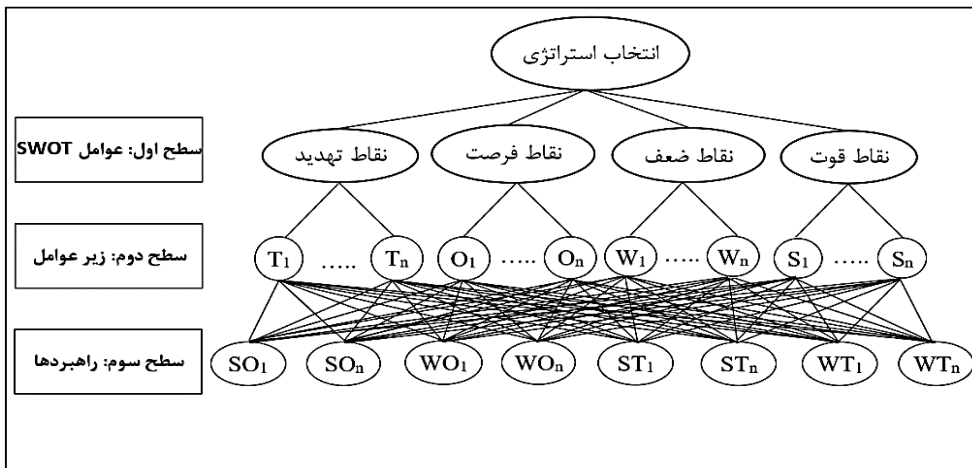 انتخاب استراتژی
سطح اول: عوامل SWOT
نقاط قوت
نقاط ضعف
نقاط فرصت
نقاط تهدید
سطح دوم: زیر عوامل
T1 ..... Tn O1 ..... On W1 ..... Wn S1 ..... Sn
سطح سوم: راهبردها
SO1 SOn WO1 WOn ST1 STn WT1 WTn